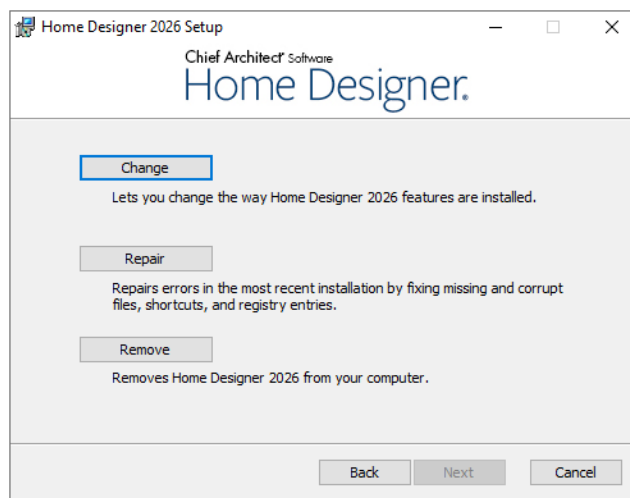 Home Designer 2026 Setup
Chief Architect® Software
Home Designer®
Change
Lets you change the way Home Designer 2026 features are installed.
Repair
Repairs errors in the most recent installation by fixing missing and corrupt
files, shortcuts, and registry entries.
Remove
Removes Home Designer 2026 from your computer.
Back
Next
Cancel